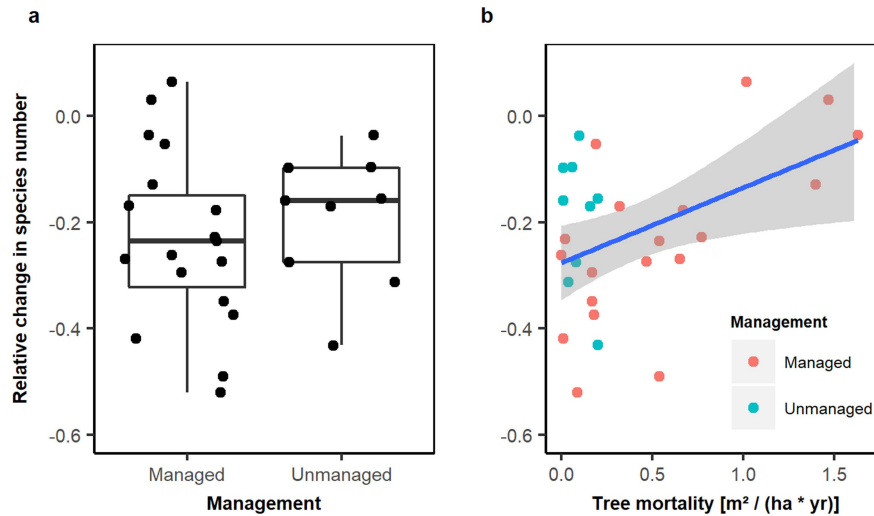 a
b
Relative change in species number
0.0
-0.2
-0.4
-0.6
Managed
Unmanaged
Management
0.0
-0.2
-0.4
-0.6
Management
Managed
Unmanaged
0.0
0.5
1.0
1.5
Tree mortality [m² / (ha * yr)]